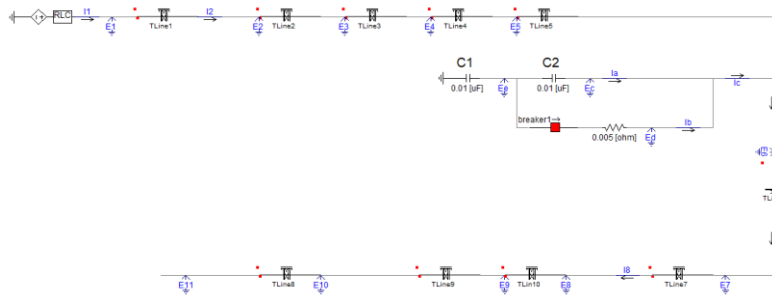 RLC I1 I2
E1 E2 E3 E4 E5
TLine1 TLine2 TLine3 TLine4 TLine5
C1 C2
0.01 [uF] 0.01 [uF]
Ee Ec Ia Ic
breaker1 Ib
0.005 [ohm] Ed
E6
TLi
I8
E11 E10 E9 E8 E7
TLine8 TLine9 TLin10 TLine7